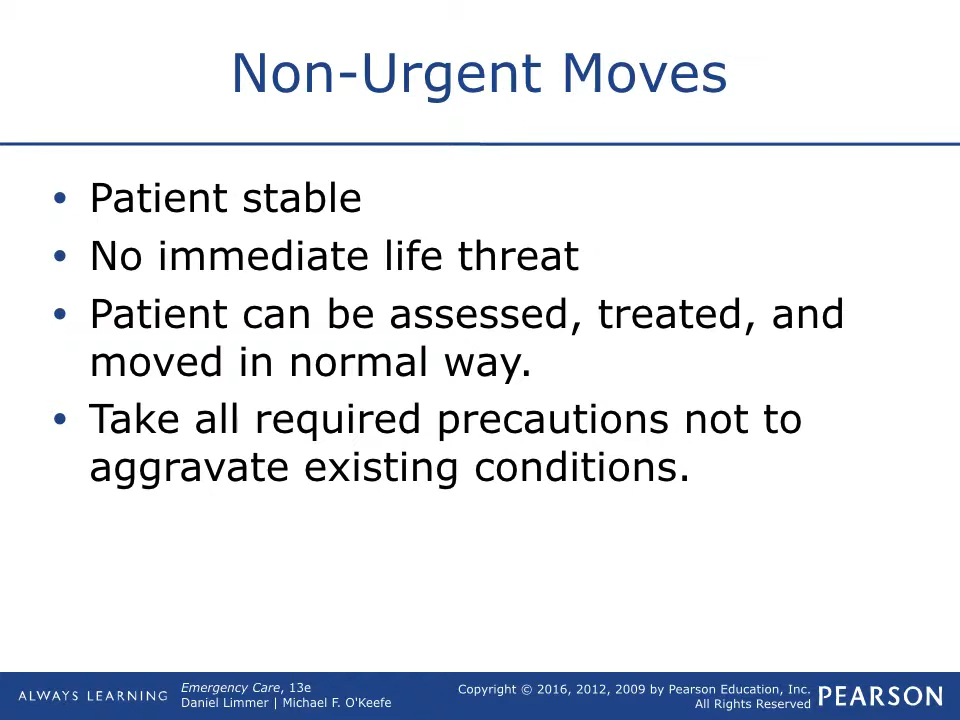 Non-Urgent Moves
• Patient stable
• No immediate life threat
• Patient can be assessed, treated, and
moved in normal way.
• Take all required precautions not to
aggravate existing conditions.
ALWAYS LEARNING
Emergency Care, 13e
Daniel Limmer | Michael F. O'Keefe
Copyright © 2016, 2012, 2009 by Pearson Education, Inc.
All Rights Reserved
PEARSON